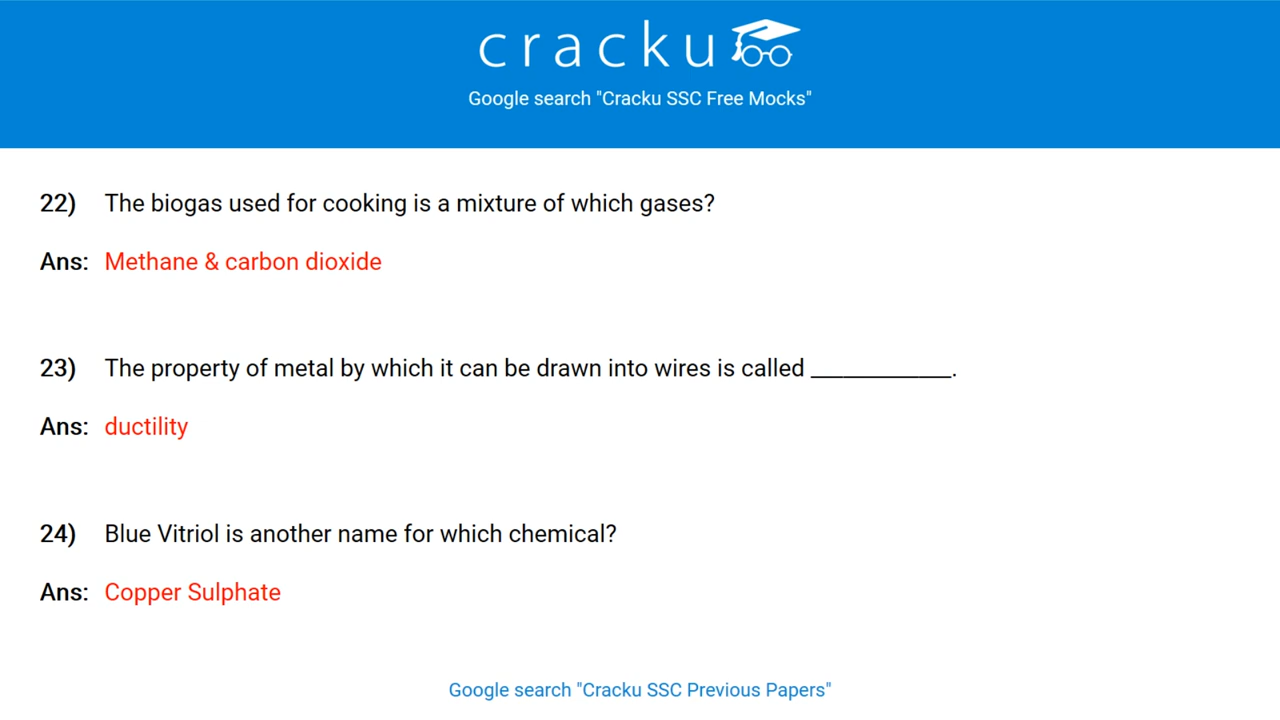 cracku
Google search "Cracku SSC Free Mocks"
22) The biogas used for cooking is a mixture of which gases?
Ans: Methane & carbon dioxide
23) The property of metal by which it can be drawn into wires is called ____________.
Ans: ductility
24) Blue Vitriol is another name for which chemical?
Ans: Copper Sulphate
Google search "Cracku SSC Previous Papers"